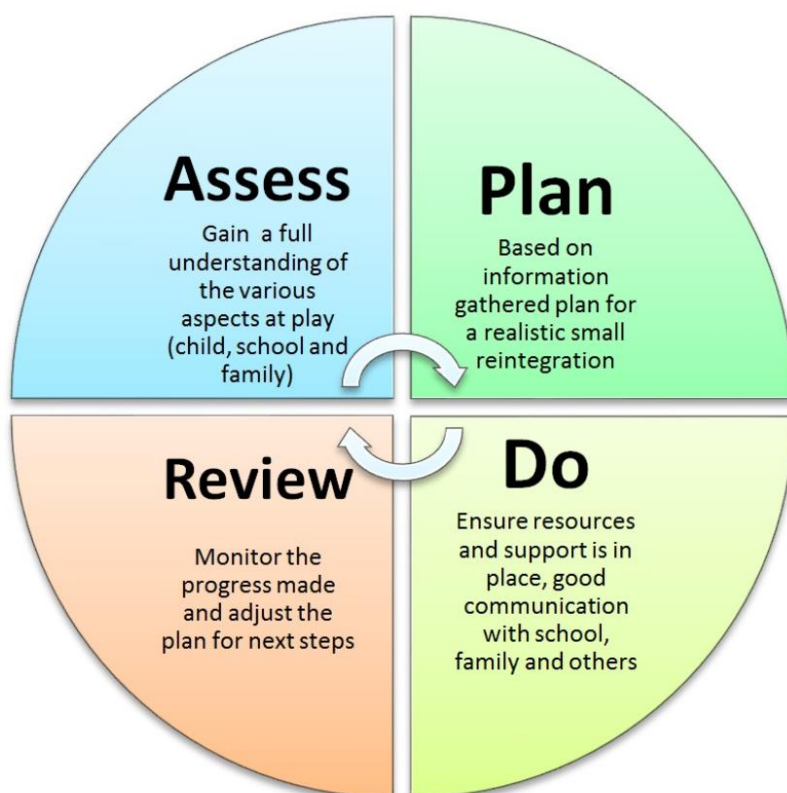 Assess
Gain a full
understanding of
the various
aspects at play
(child, school and
family)
Plan
Based on
information
gathered plan for
a realistic small
reintegration
Do
Ensure resources
and support is in
place, good
communication
with school,
family and others
Review
Monitor the
progress made
and adjust the
plan for next steps